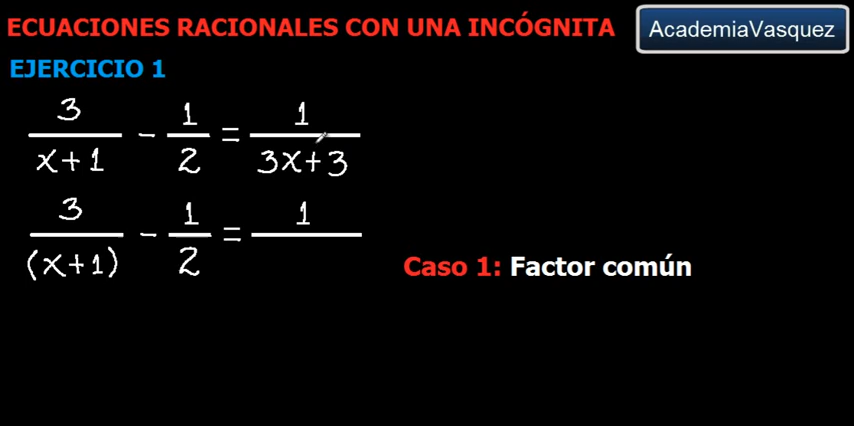 ECUACIONES RACIONALES CON UNA INCÓGNITA
AcademiaVasquez
EJERCICIO 1
3/(x+1) - 1/2 = 1/(3x+3)
3/(x+1) - 1/2 = 1/
Caso 1: Factor común